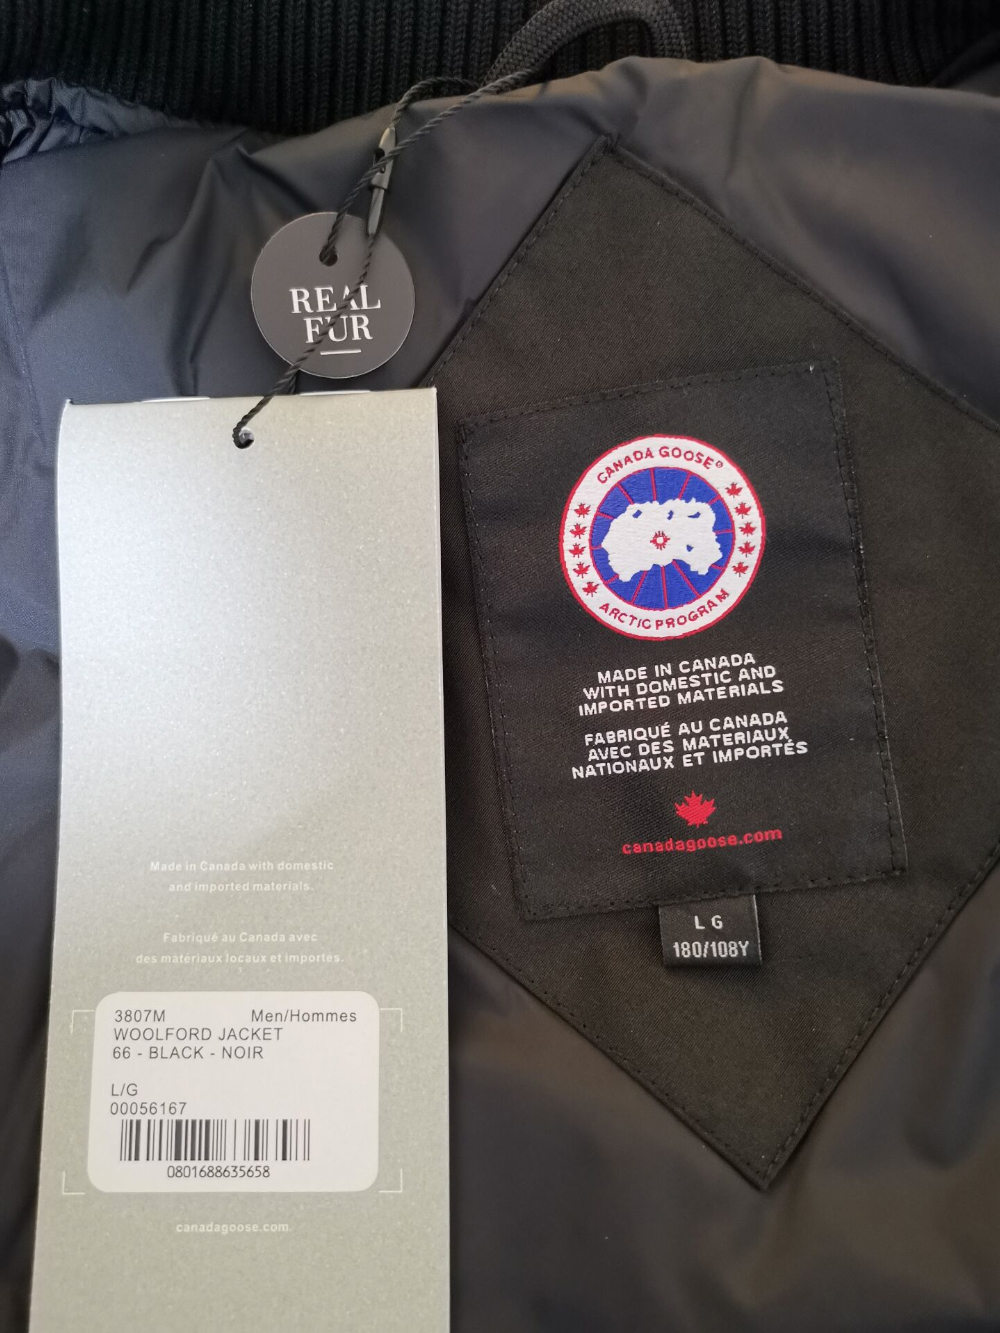 REAL
FUR
CANADA GOOSE®
ARCTIC PROGRAM
MADE IN CANADA
WITH DOMESTIC AND
IMPORTED MATERIALS
FABRIQUÉ AU CANADA
AVEC DES MATERIAUX
NATIONAUX ET IMPORTÉS
canadagoose.com
LG
180/108Y
Made in Canada with domestic
and imported materials.
Fabriqué au Canada avec
des materiaux locaux et importés.
3807M Men/Hommes
WOOLFORD JACKET
66 - BLACK - NOIR
L/G
00056167
0801688635658
canadagoose.com